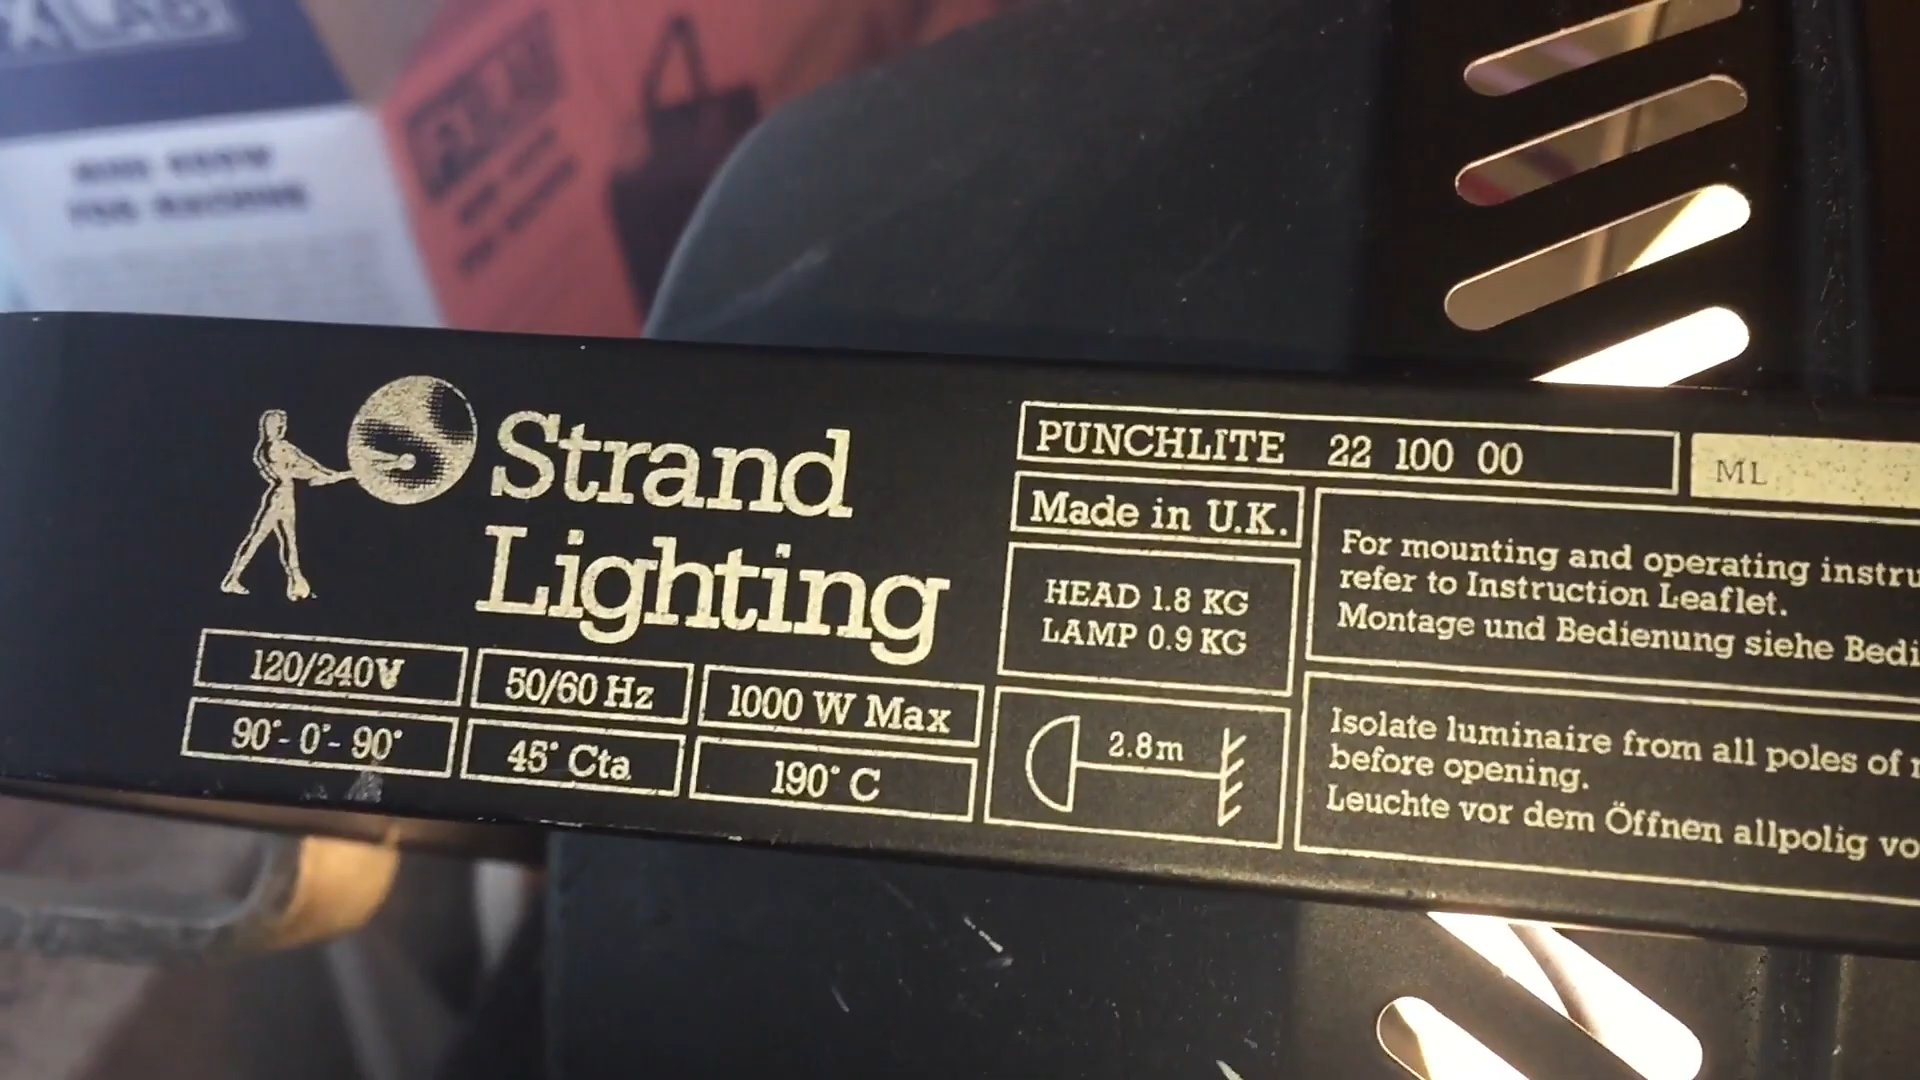 Strand
Lighting
120/240V
50/60 Hz
1000 W Max
90°- 0°- 90°
45° Cta
190° C
PUNCHLITE 22 100 00
ML
Made in U.K.
HEAD 1.8 KG
LAMP 0.9 KG
2.8m
For mounting and operating instru
refer to Instruction Leaflet.
Montage und Bedienung siehe Bedi
Isolate luminaire from all poles of
before opening.
Leuchte vor dem Öffnen allpolig vo